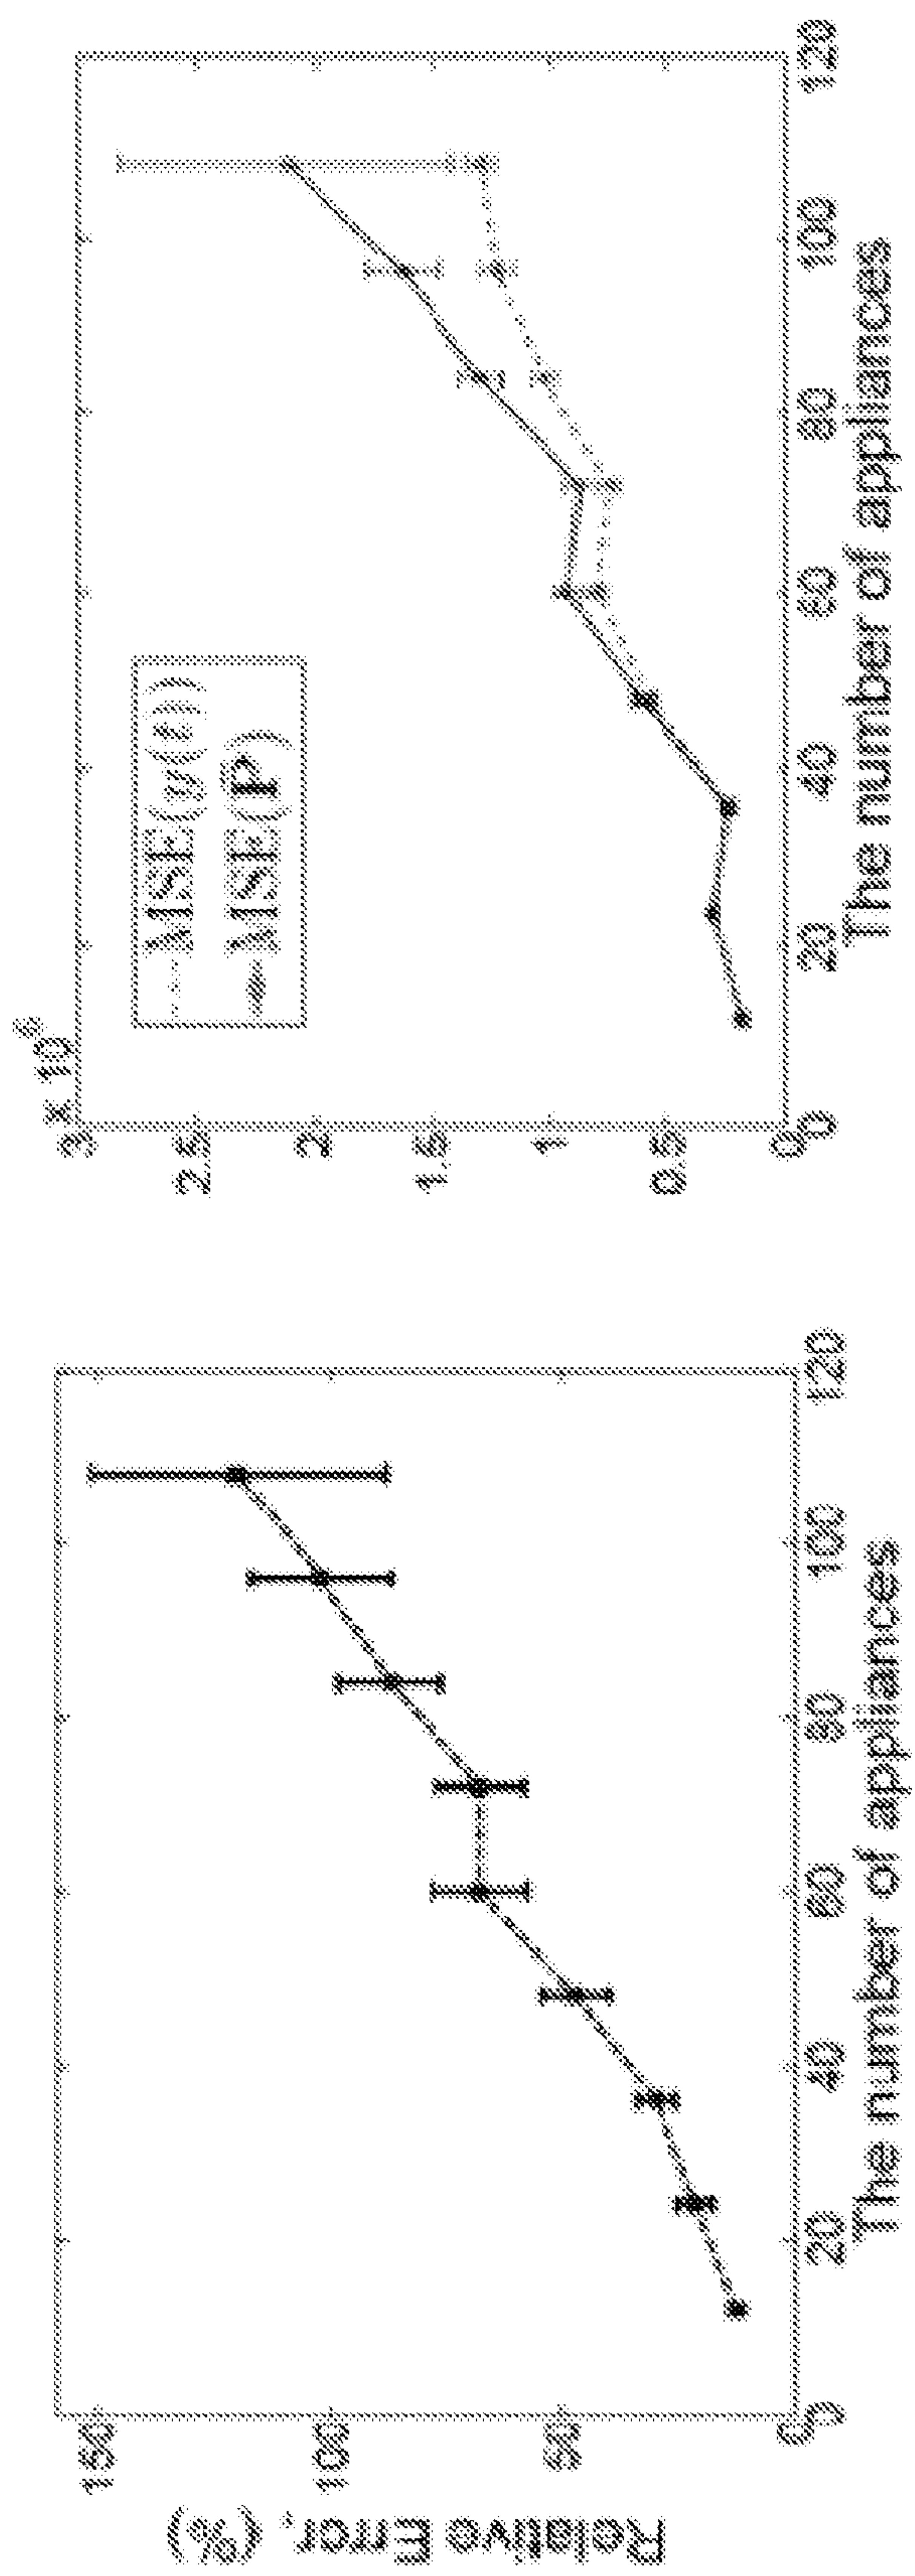 Relative Error, (%)
150
100
50
0
0 20 40 60 80 100 120
The number of appliances
x 10^6
3
2.5
2
1.5
1
0.5
0
MSE(y(t))
MSE(P̂)
0 20 40 60 80 100 120
The number of appliances